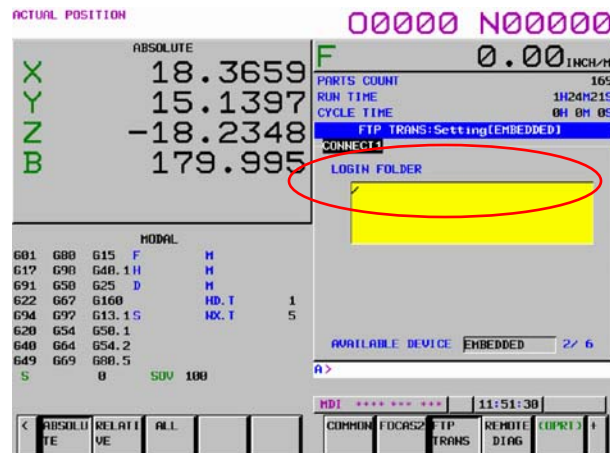 ACTUAL POSITION
O0000 N00000
ABSOLUTE
X 18.3659
Y 15.1397
Z -18.2348
B 179.995
F 0.00 INCH/M
PARTS COUNT 169
RUN TIME 1H24M21S
CYCLE TIME 0H 0M 0S
FTP TRANS:Setting[EMBEDDED]
CONNECT1
LOGIN FOLDER
/
MODAL
G01 G80 G15 F M
G17 G98 G40.1 H M
G91 G50 G25 D M
G22 G67 G160 HD.T 1
G94 G97 G13.1 S NX.T 5
G20 G54 G50.1
G40 G64 G54.2
G49 G69 G80.5
S 0 SOV 100
AVAILABLE DEVICE EMBEDDED 2/ 6
A>
MDI **** *** *** 11:51:30
< ABSOLU RELATI ALL
TE VE
COMMON FOCAS2 FTP REMOTE (OPRT) +
TRANS DIAG